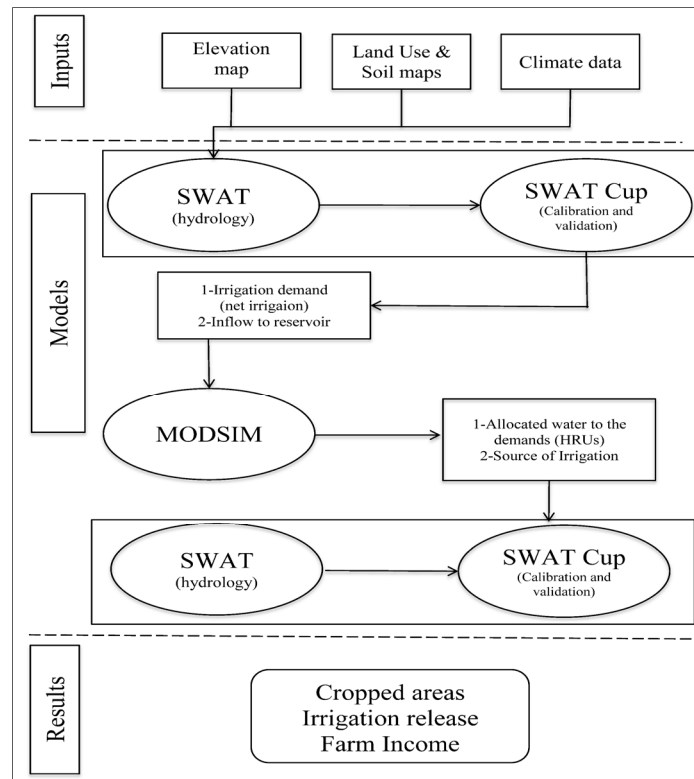 Inputs
Elevation
map
Land Use &
Soil maps
Climate data
Models
SWAT
(hydrology)
SWAT Cup
(Calibration and
validation)
1-Irrigation demand
(net irrigaion)
2-Inflow to reservoir
MODSIM
1-Allocated water to the
demands (HRUs)
2-Source of Irrigation
SWAT
(hydrology)
SWAT Cup
(Calibration and
validation)
Results
Cropped areas
Irrigation release
Farm Income